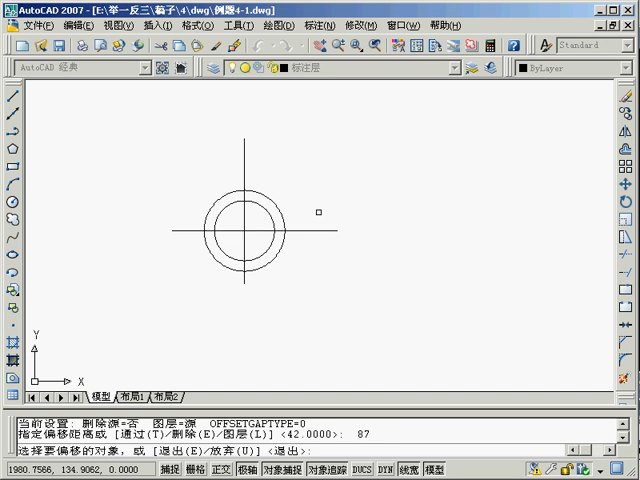 AutoCAD 2007 - [E:\举一反三\稿子\4\dwg\例题4-1.dwg]
文件(F) 编辑(E) 视图(V) 插入(I) 格式(O) 工具(T) 绘图(D) 标注(N) 修改(M) 窗口(W) 帮助(H)
Standard
AutoCAD 经典 标注层 ByLayer
Y
X
模型 布局1 布局2
当前设置: 删除源=否 图层=源 OFFSETGAPTYPE=0
指定偏移距离或 [通过(T)/删除(E)/图层(L)] <42.0000>: 87
选择要偏移的对象，或 [退出(E)/放弃(U)] <退出>:
1980.7566, 134.9062, 0.0000 捕捉 栅格 正交 极轴 对象捕捉 对象追踪 DUCS DYN 线宽 模型